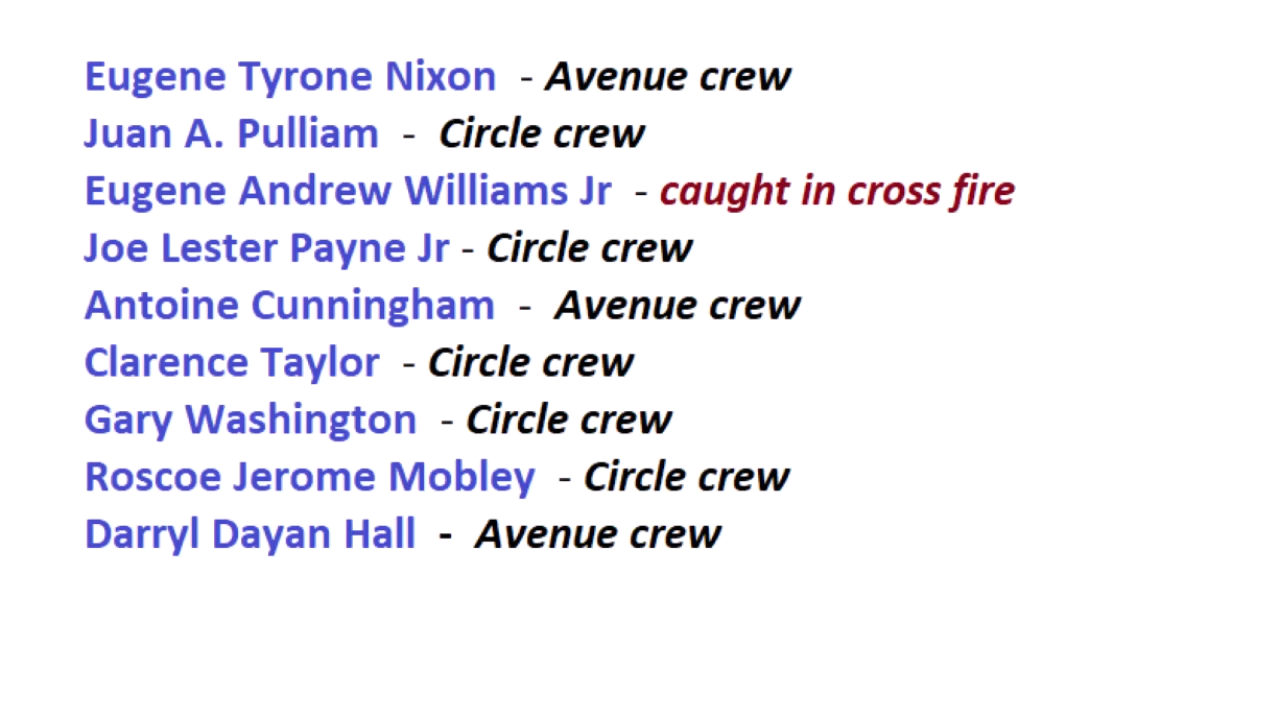 Eugene Tyrone Nixon - Avenue crew
Juan A. Pulliam - Circle crew
Eugene Andrew Williams Jr - caught in cross fire
Joe Lester Payne Jr - Circle crew
Antoine Cunningham - Avenue crew
Clarence Taylor - Circle crew
Gary Washington - Circle crew
Roscoe Jerome Mobley - Circle crew
Darryl Dayan Hall - Avenue crew